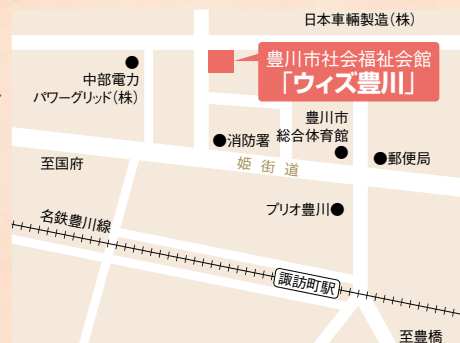 日本車輛製造(株)
豊川市社会福祉会館
「ウィズ豊川」
中部電力
パワーグリッド(株)
豊川市
総合体育館
●消防署
●郵便局
姫街道
至国府
プリオ豊川●
名鉄豊川線
諏訪町駅
至豊橋